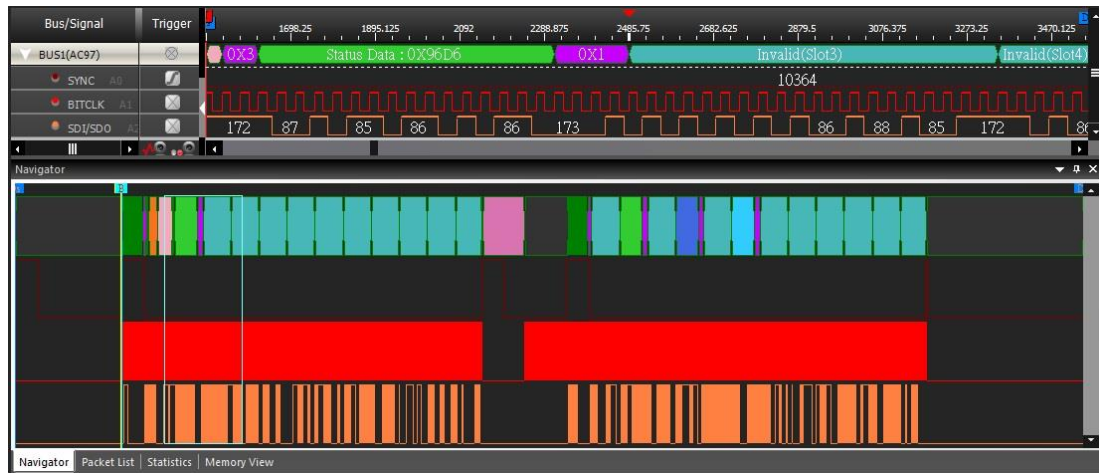 Bus/Signal Trigger
1698.25 1895.125 2092 2288.875 2485.75 2682.625 2879.5 3076.375 3273.25 3470.125
BUS1(AC97) 0X3 Status Data : 0X96D6 0X1 Invalid(Slot3) Invalid(Slot4)
SYNC A0 10364
BITCLK A1
SDI/SDO 172 87 85 86 86 173 86 88 85 172
Navigator
B
Navigator Packet List Statistics Memory View